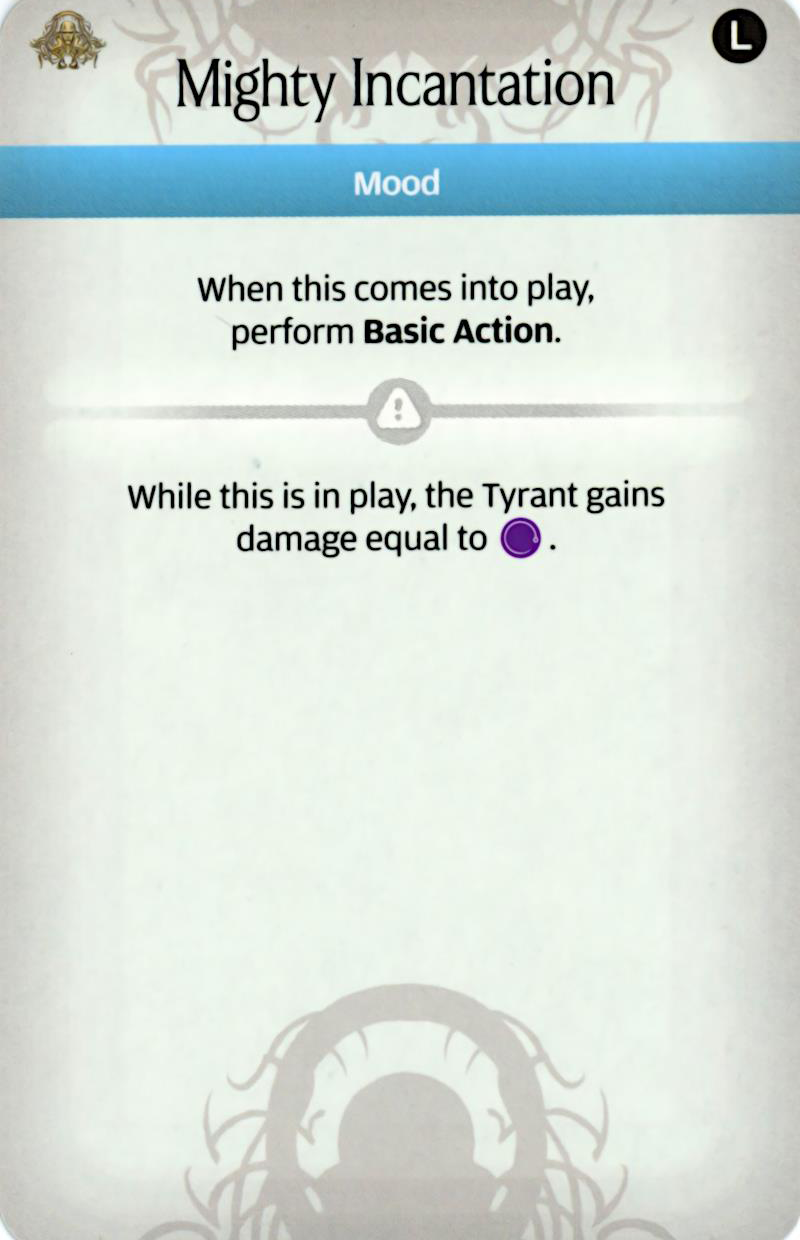 L
Mighty Incantation
Mood
When this comes into play,
perform Basic Action.
!
While this is in play, the Tyrant gains
damage equal to .